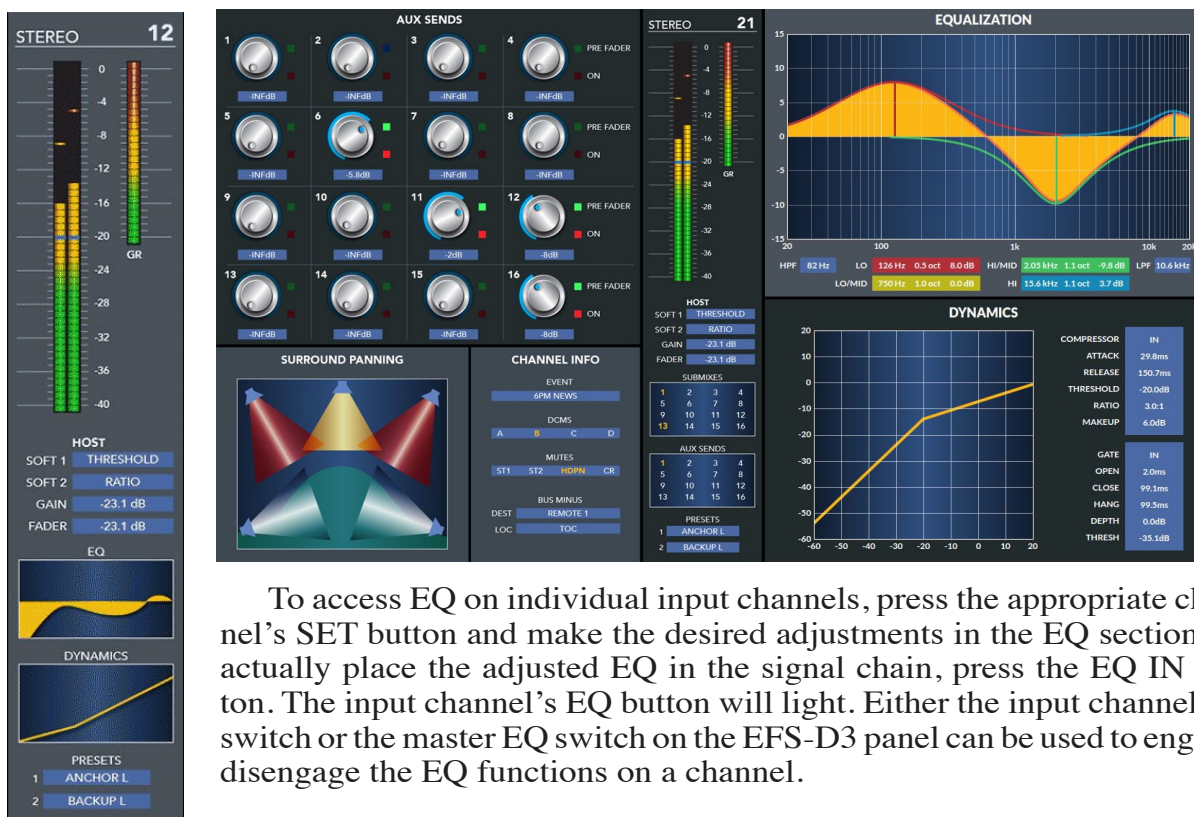 STEREO 12
0
-4
-8
-12
-16
-20
GR
-24
-28
-32
-36
-40
HOST
SOFT 1 THRESHOLD
SOFT 2 RATIO
GAIN -23.1 dB
FADER -23.1 dB
EQ
DYNAMICS
PRESETS
1 ANCHOR L
2 BACKUP L
AUX SENDS
1 2 3 4 PRE FADER
ON
-INFdB -INFdB -INFdB -INFdB
5 6 7 8 PRE FADER
ON
-INFdB -5.8dB -INFdB -INFdB
9 10 11 12 PRE FADER
ON
-INFdB -INFdB -2dB -8dB
13 14 15 16 PRE FADER
ON
-INFdB -INFdB -INFdB -8dB
SURROUND PANNING
CHANNEL INFO
EVENT
6PM NEWS
DCMS
A B C D
MUTES
ST1 ST2 HDPN CR
BUS MINUS
DEST REMOTE 1
LOC TOC
STEREO 21
0
-4
-8
-12
-16
-20
GR
-24
-28
-32
-36
-40
HOST
SOFT 1 THRESHOLD
SOFT 2 RATIO
GAIN -23.1 dB
FADER -23.1 dB
SUBMIXES
1 2 3 4
5 6 7 8
9 10 11 12
13 14 15 16
AUX SENDS
1 2 3 4
5 6 7 8
9 10 11 12
13 14 15 16
PRESETS
1 ANCHOR L
2 BACKUP L
EQUALIZATION
15
10
5
0
-5
-10
-15
20 100 1k 10k 20k
HPF 82 Hz LO 126 Hz 0.5 oct 8.0 dB HI/MID 2.05 kHz 1.1 oct -9.8 dB LPF 10.6 kHz
LO/MID 750 Hz 1.0 oct 0.0 dB HI 15.6 kHz 1.1 oct 3.7 dB
DYNAMICS
20
10
0
-10
-20
-30
-40
-50
-60
-60 -50 -40 -30 -20 -10 0 10 20
COMPRESSOR IN
ATTACK 29.8ms
RELEASE 150.7ms
THRESHOLD -20.0dB
RATIO 3.0:1
MAKEUP 6.0dB
GATE IN
OPEN 2.0ms
CLOSE 99.1ms
HANG 99.5ms
DEPTH 0.0dB
THRESH -35.1dB
To access EQ on individual input channels, press the appropriate
nel's SET button and make the desired adjustments in the EQ section
actually place the adjusted EQ in the signal chain, press the EQ IN
ton. The input channel's EQ button will light. Either the input channel
switch or the master EQ switch on the EFS-D3 panel can be used to eng
disengage the EQ functions on a channel.